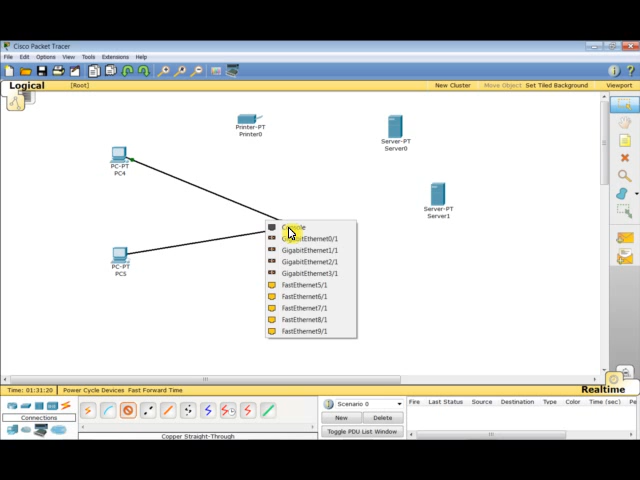 Cisco Packet Tracer
File Edit Options View Tools Extensions Help
Logical [Root] New Cluster Move Object Set Tiled Background Viewport
Printer-PT
Printer0
Server-PT
Server0
PC-PT
PC4
Server-PT
Server1
PC-PT
PC5
GigabitEthernet0/1
GigabitEthernet1/1
GigabitEthernet2/1
GigabitEthernet3/1
FastEthernet5/1
FastEthernet6/1
FastEthernet7/1
FastEthernet8/1
FastEthernet9/1
Time: 01:31:20 Power Cycle Devices Fast Forward Time Realtime
Connections
Copper Straight-Through
Scenario 0
New Delete
Toggle PDU List Window
Fire Last Status Source Destination Type Color Time (sec)